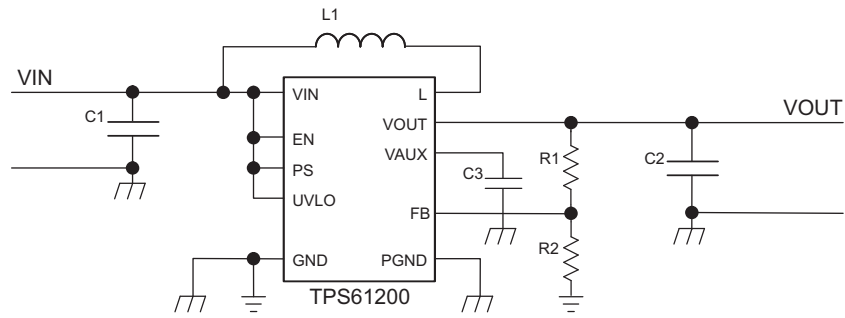 L1
VIN
VIN
L
VOUT
VOUT
C1
EN
VAUX
R1
C2
PS
C3
UVLO
FB
R2
GND
PGND
TPS61200